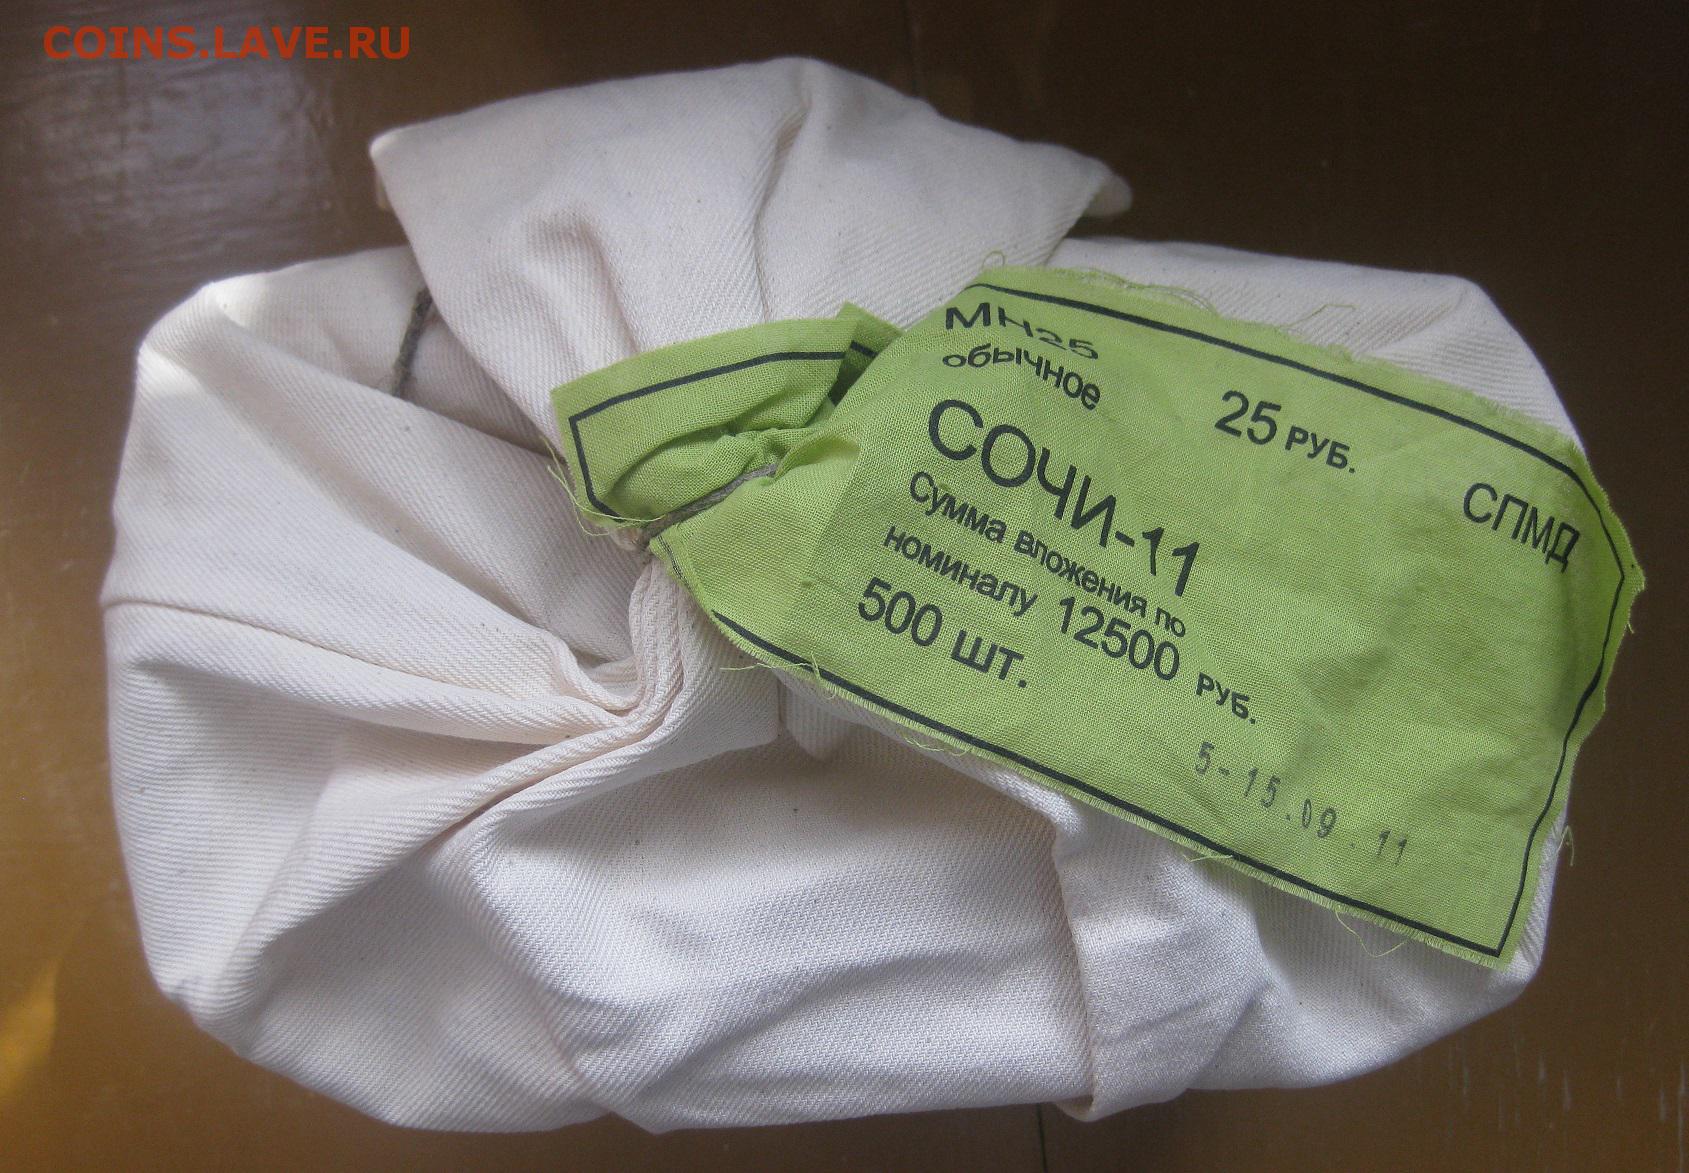 COINS.LAVE.RU
МН25
обычное
25 РУБ.
СПМД
СОЧИ-11
Сумма вложения по
номиналу 12500 РУБ.
500 шт.
5-15.09.11